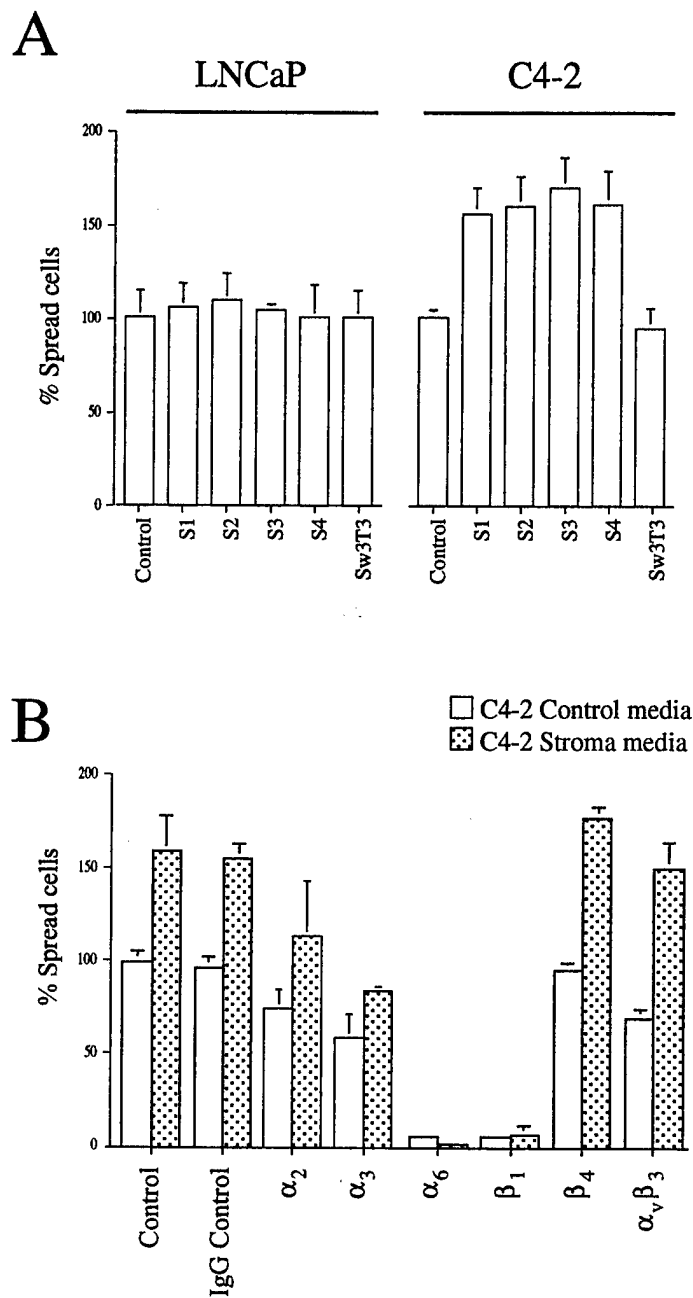 A
LNCaP
C4-2
% Spread cells
200
150
100
50
0
Control
S1
S2
S3
S4
Sw3T3
Control
S1
S2
S3
S4
Sw3T3
B
C4-2 Control media
C4-2 Stroma media
% Spread cells
200
150
100
50
0
Control
IgG Control
α2
α3
α6
β1
β4
αvβ3